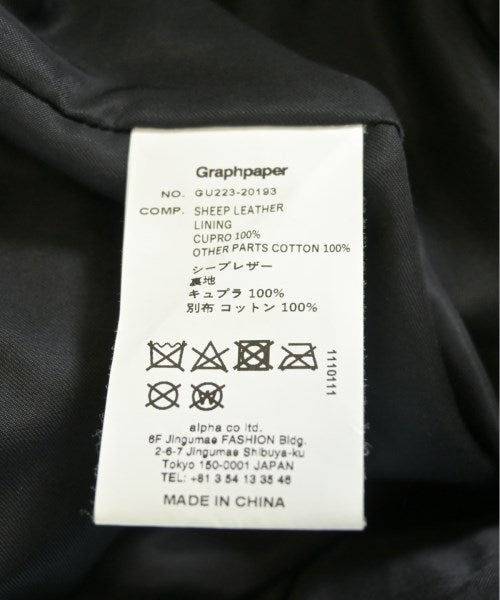 Graphpaper
NO. GU223-20193
COMP. SHEEP LEATHER
LINING
CUPRO 100%
OTHER PARTS COTTON 100%
シープレザー
裏地
キュプラ 100%
別布 コットン 100%
1110111
W
alpha co ltd.
6F Jingumae FASHION Bldg.
2-6-7 Jingumae Shibuya-ku
Tokyo 150-0001 JAPAN
TEL: +81 3 54 13 35 46
MADE IN CHINA